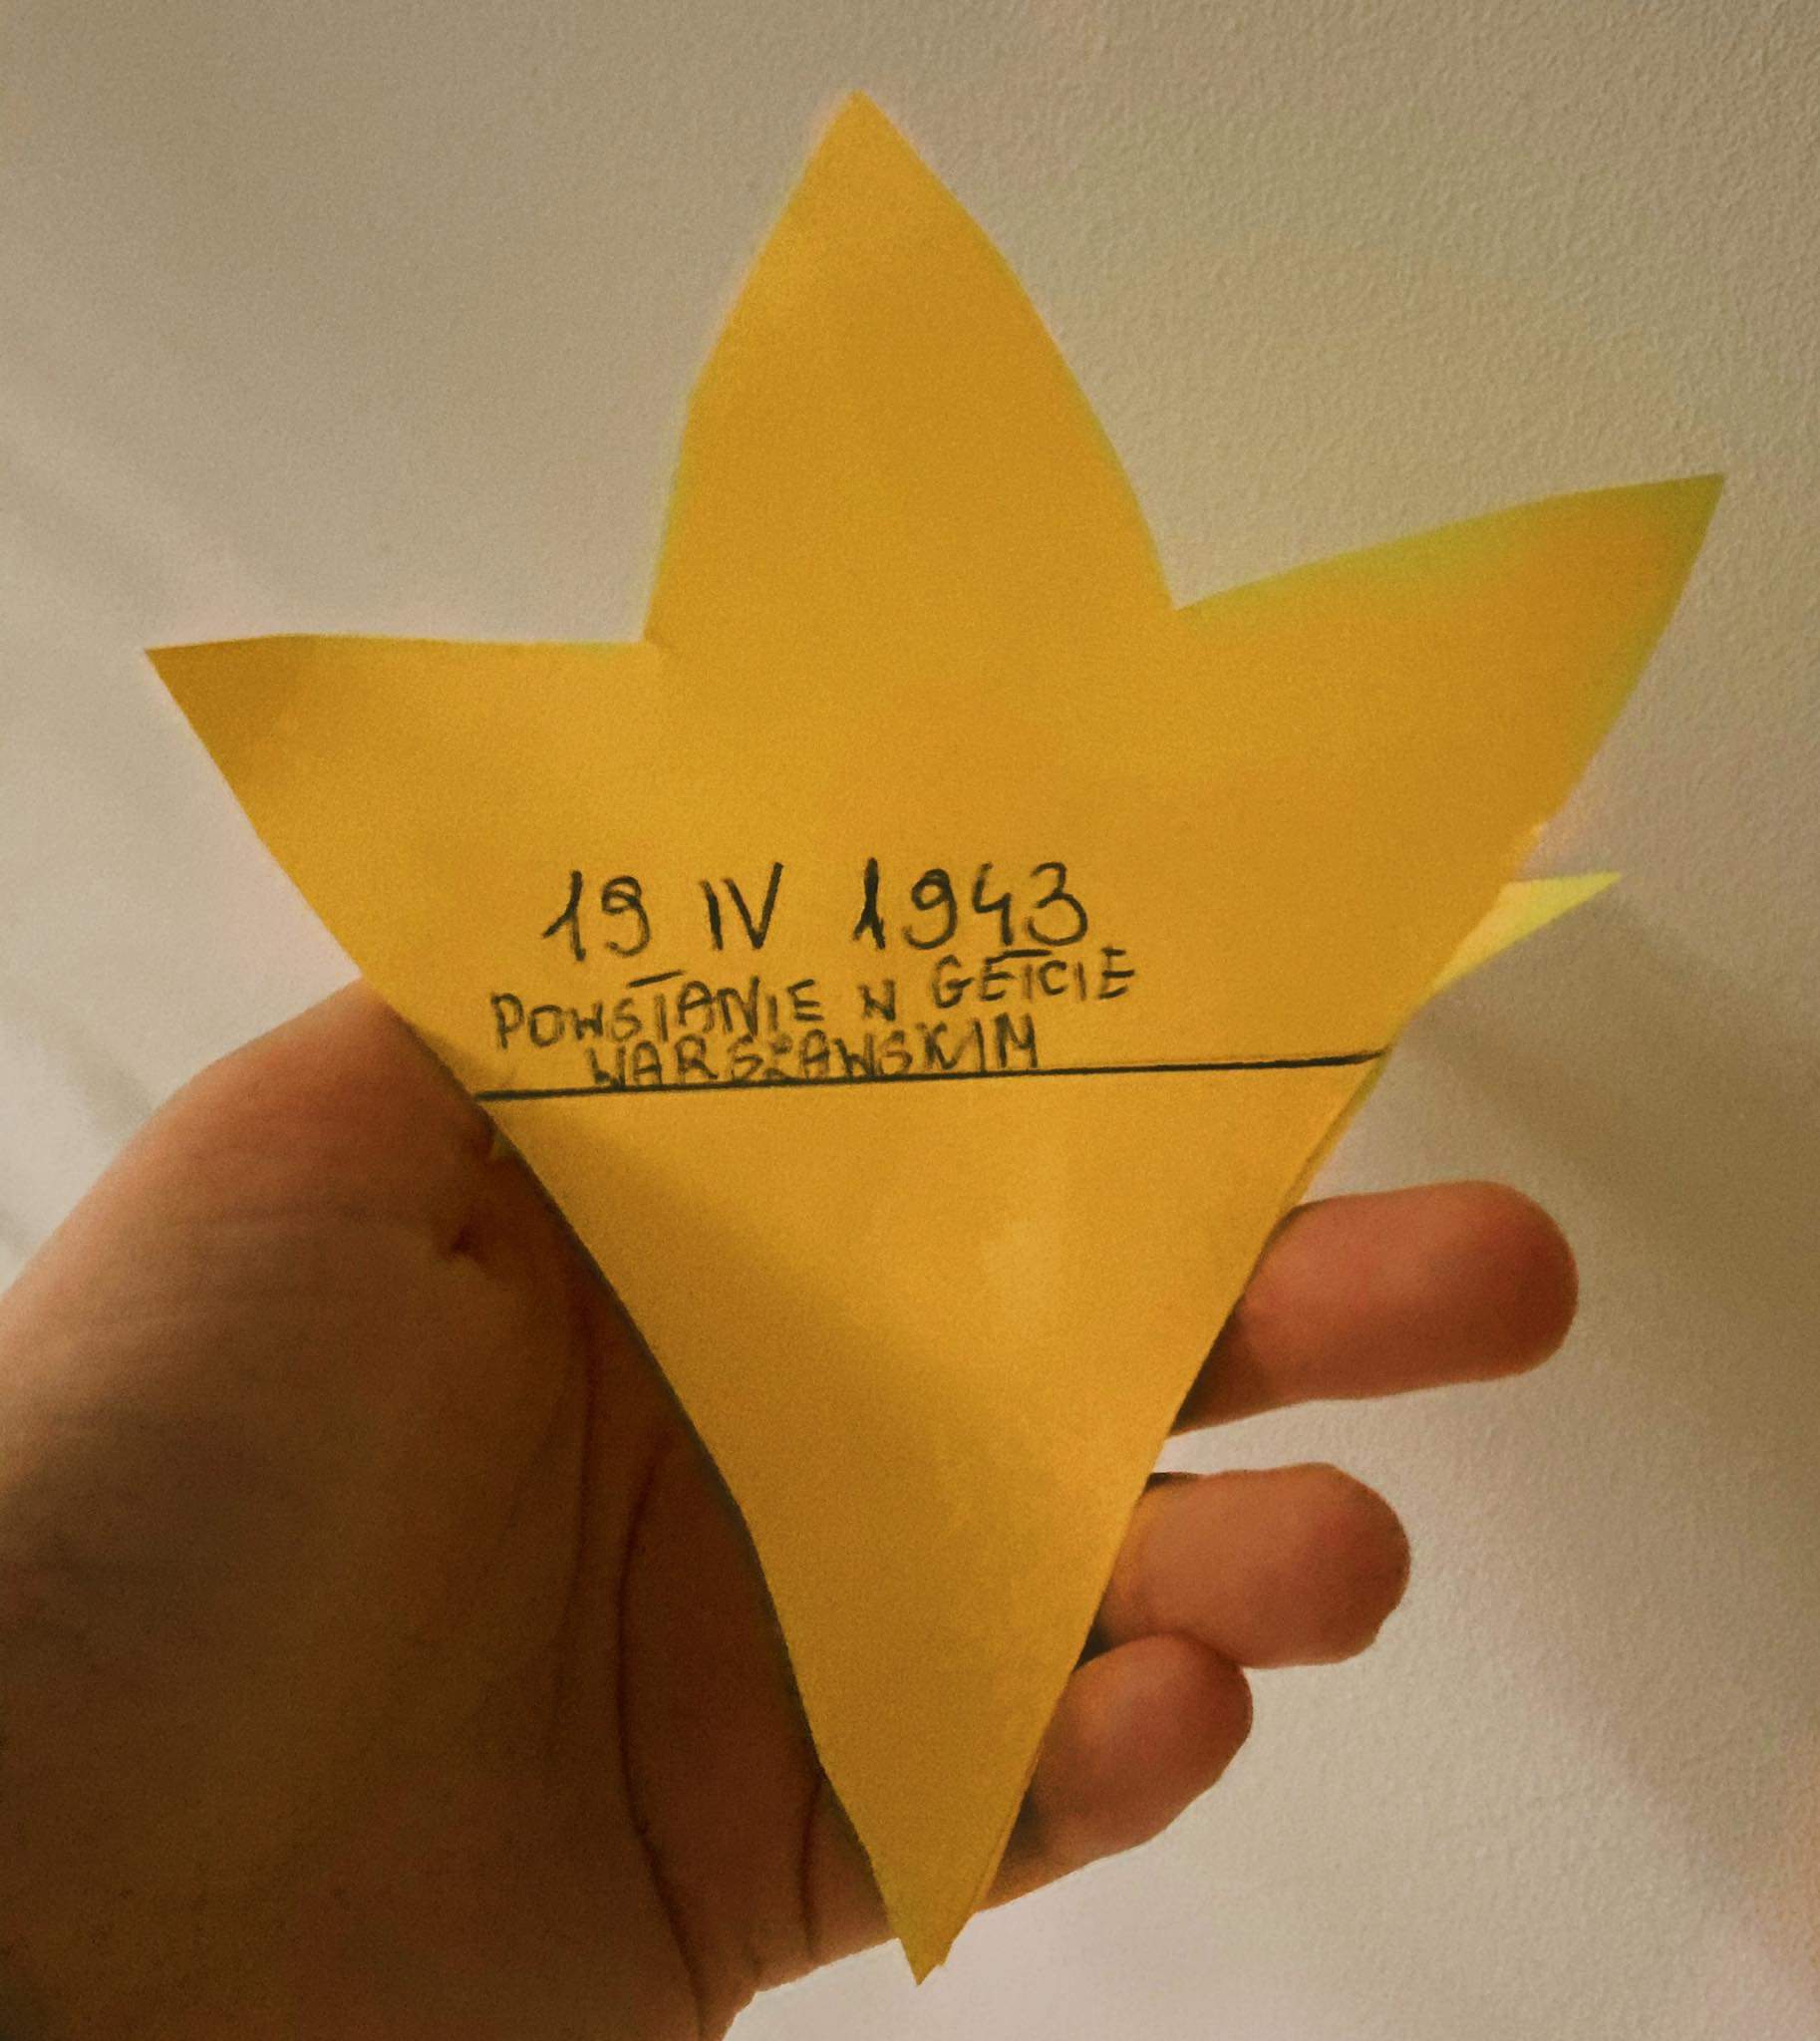 19 IV 1943
POWSTANIE W GETCIE
WARSZAWSKIM